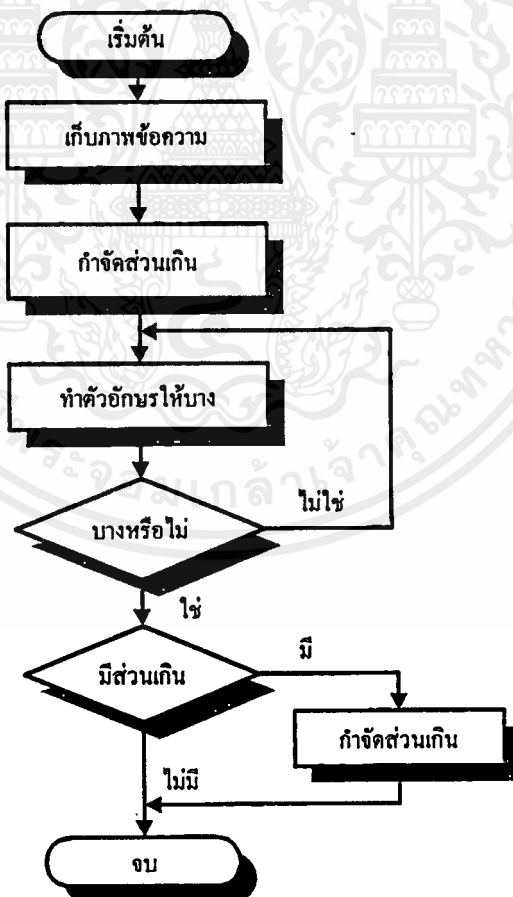 เริ่มต้น
เก็บภาพข้อความ
กำจัดส่วนเกิน
ทำตัวอักษรให้บาง
บางหรือไม่
ไม่ใช่
ใช่
มีส่วนเกิน
มี
กำจัดส่วนเกิน
ไม่มี
จบ